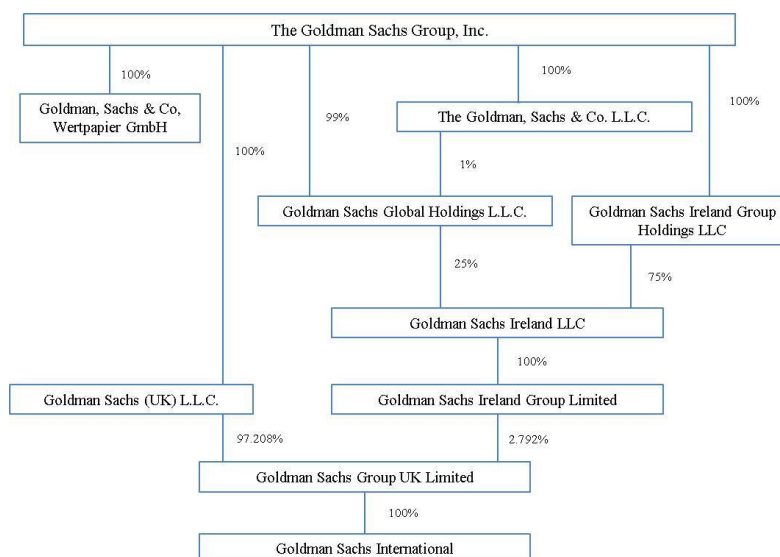 The Goldman Sachs Group, Inc.
100%
100%
Goldman, Sachs & Co,
Wertpapier GmbH
100%
99%
The Goldman, Sachs & Co. L.L.C.
100%
1%
Goldman Sachs Global Holdings L.L.C.
Goldman Sachs Ireland Group
Holdings LLC
25%
75%
Goldman Sachs Ireland LLC
100%
Goldman Sachs (UK) L.L.C.
Goldman Sachs Ireland Group Limited
97.208%
2.792%
Goldman Sachs Group UK Limited
100%
Goldman Sachs International